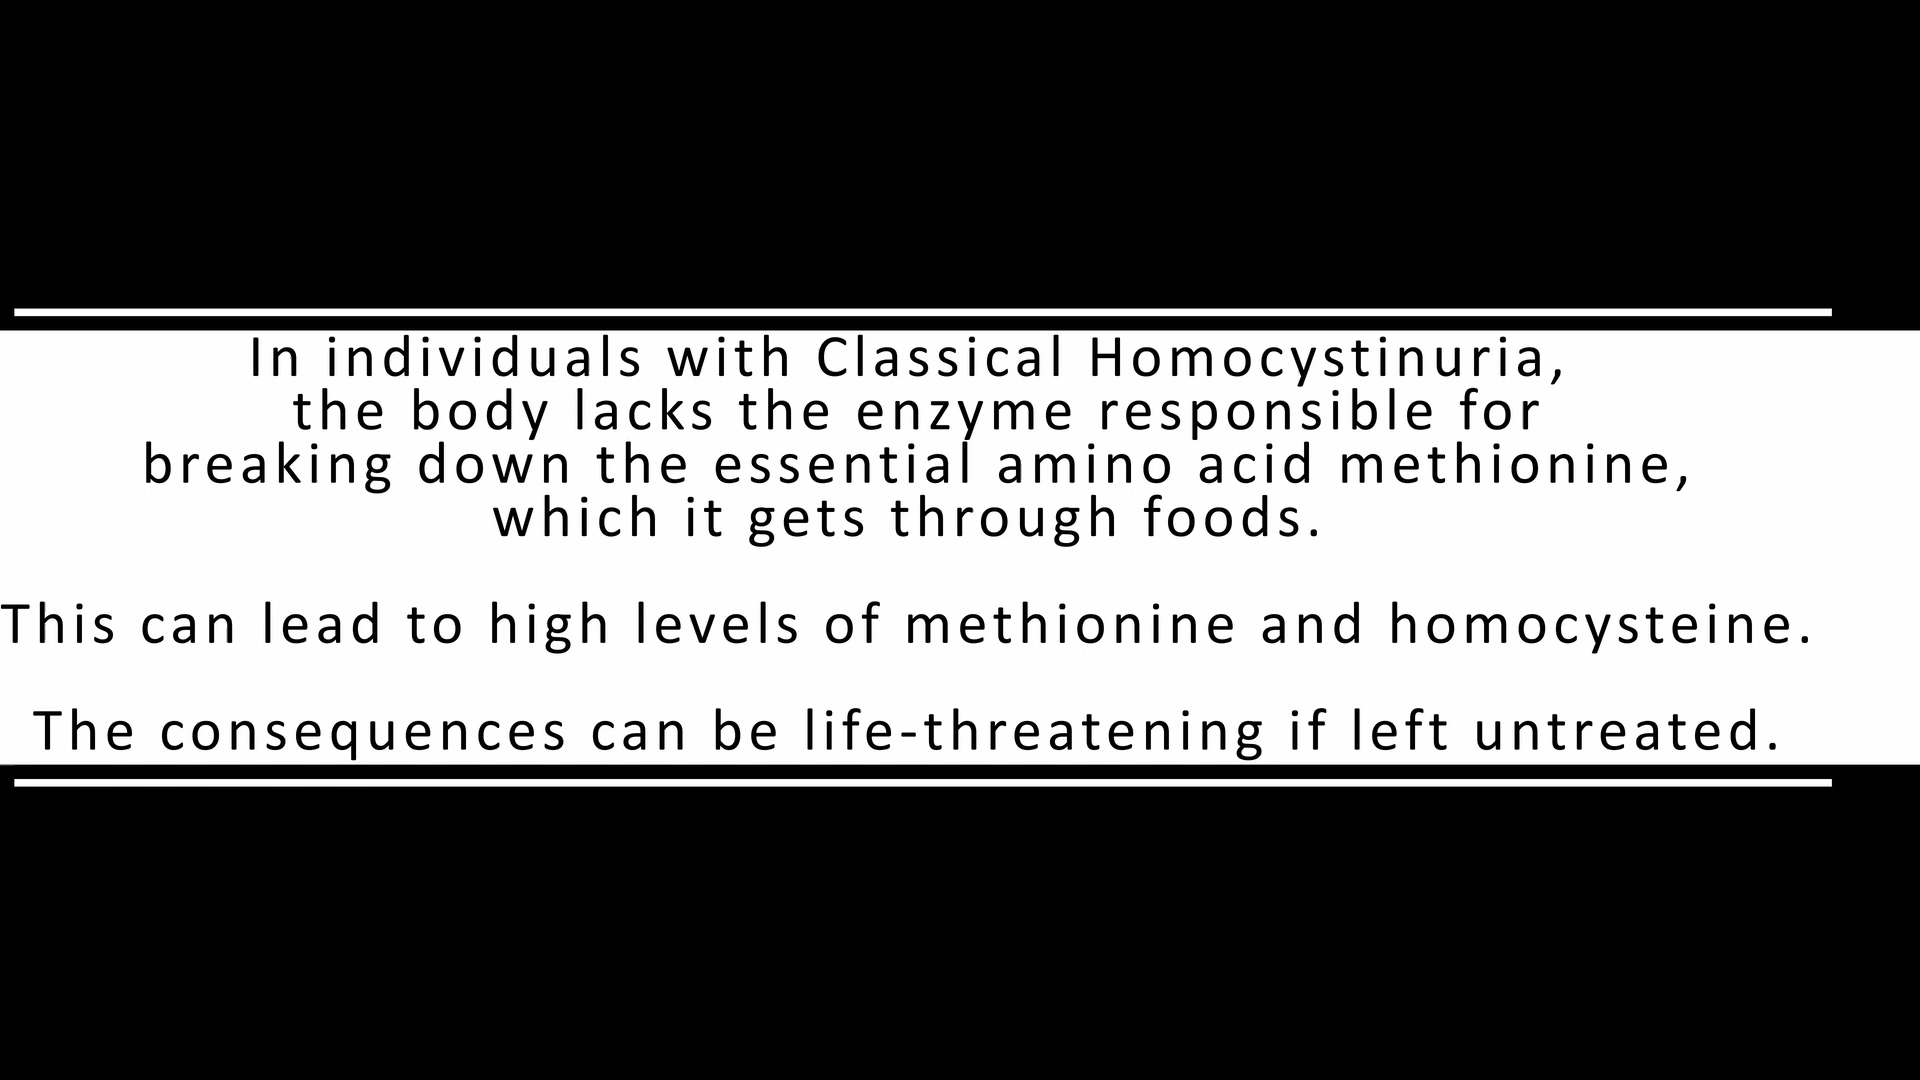 In individuals with Classical Homocystinuria,
the body lacks the enzyme responsible for
breaking down the essential amino acid methionine,
which it gets through foods.
This can lead to high levels of methionine and homocysteine.
The consequences can be life-threatening if left untreated.